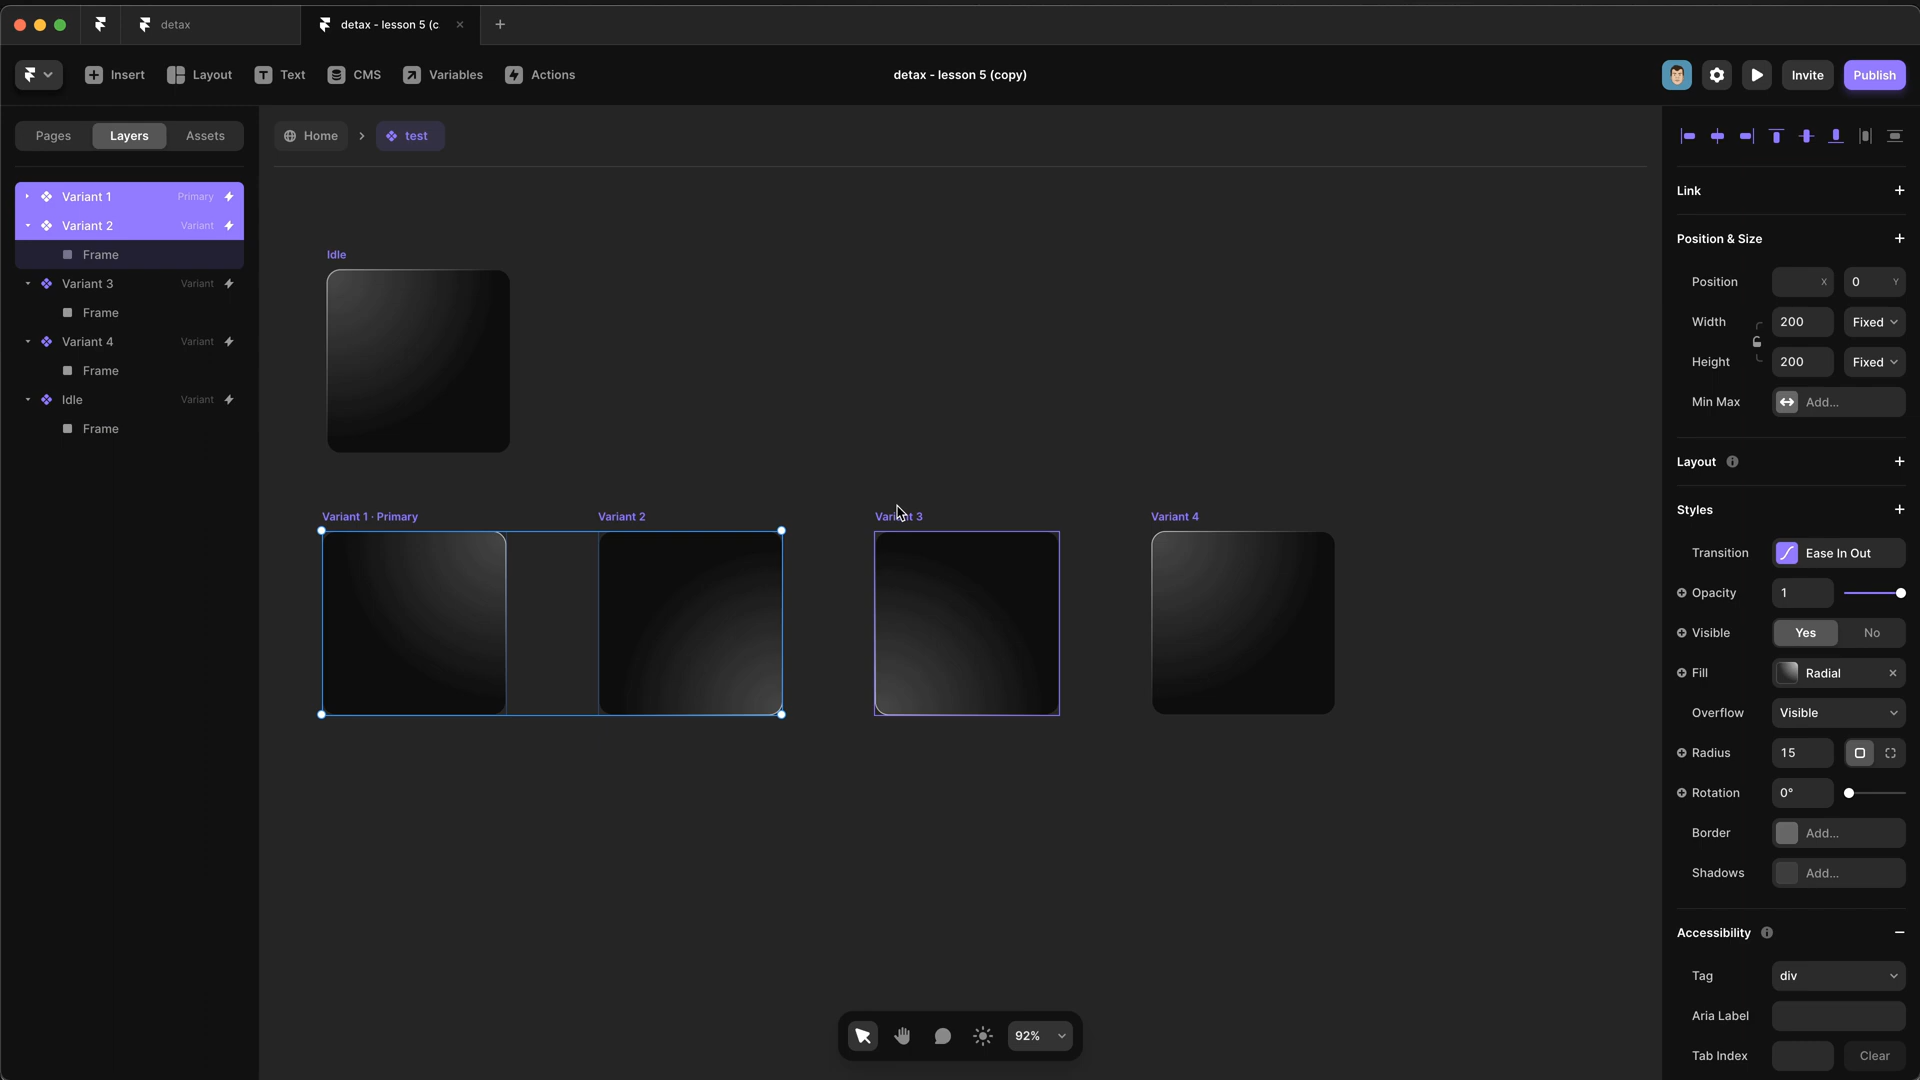 detax
detax - lesson 5 (c
Insert
Layout
Text
CMS
Variables
Actions
detax - lesson 5 (copy)
Invite
Publish
Pages
Layers
Assets
Home
test
Variant 1
Primary
Variant 2
Variant
Frame
Variant 3
Variant
Frame
Variant 4
Variant
Frame
Idle
Variant
Frame
Idle
Variant 1 · Primary
Variant 2
Variant 3
Variant 4
92%
Link
Position & Size
Position
X
0
Y
Width
200
Fixed
Height
200
Fixed
Min Max
Add...
Layout
Styles
Transition
Ease In Out
Opacity
1
Visible
Yes
No
Fill
Radial
Overflow
Visible
Radius
15
Rotation
0°
Border
Add...
Shadows
Add...
Accessibility
Tag
div
Aria Label
Tab Index
Clear